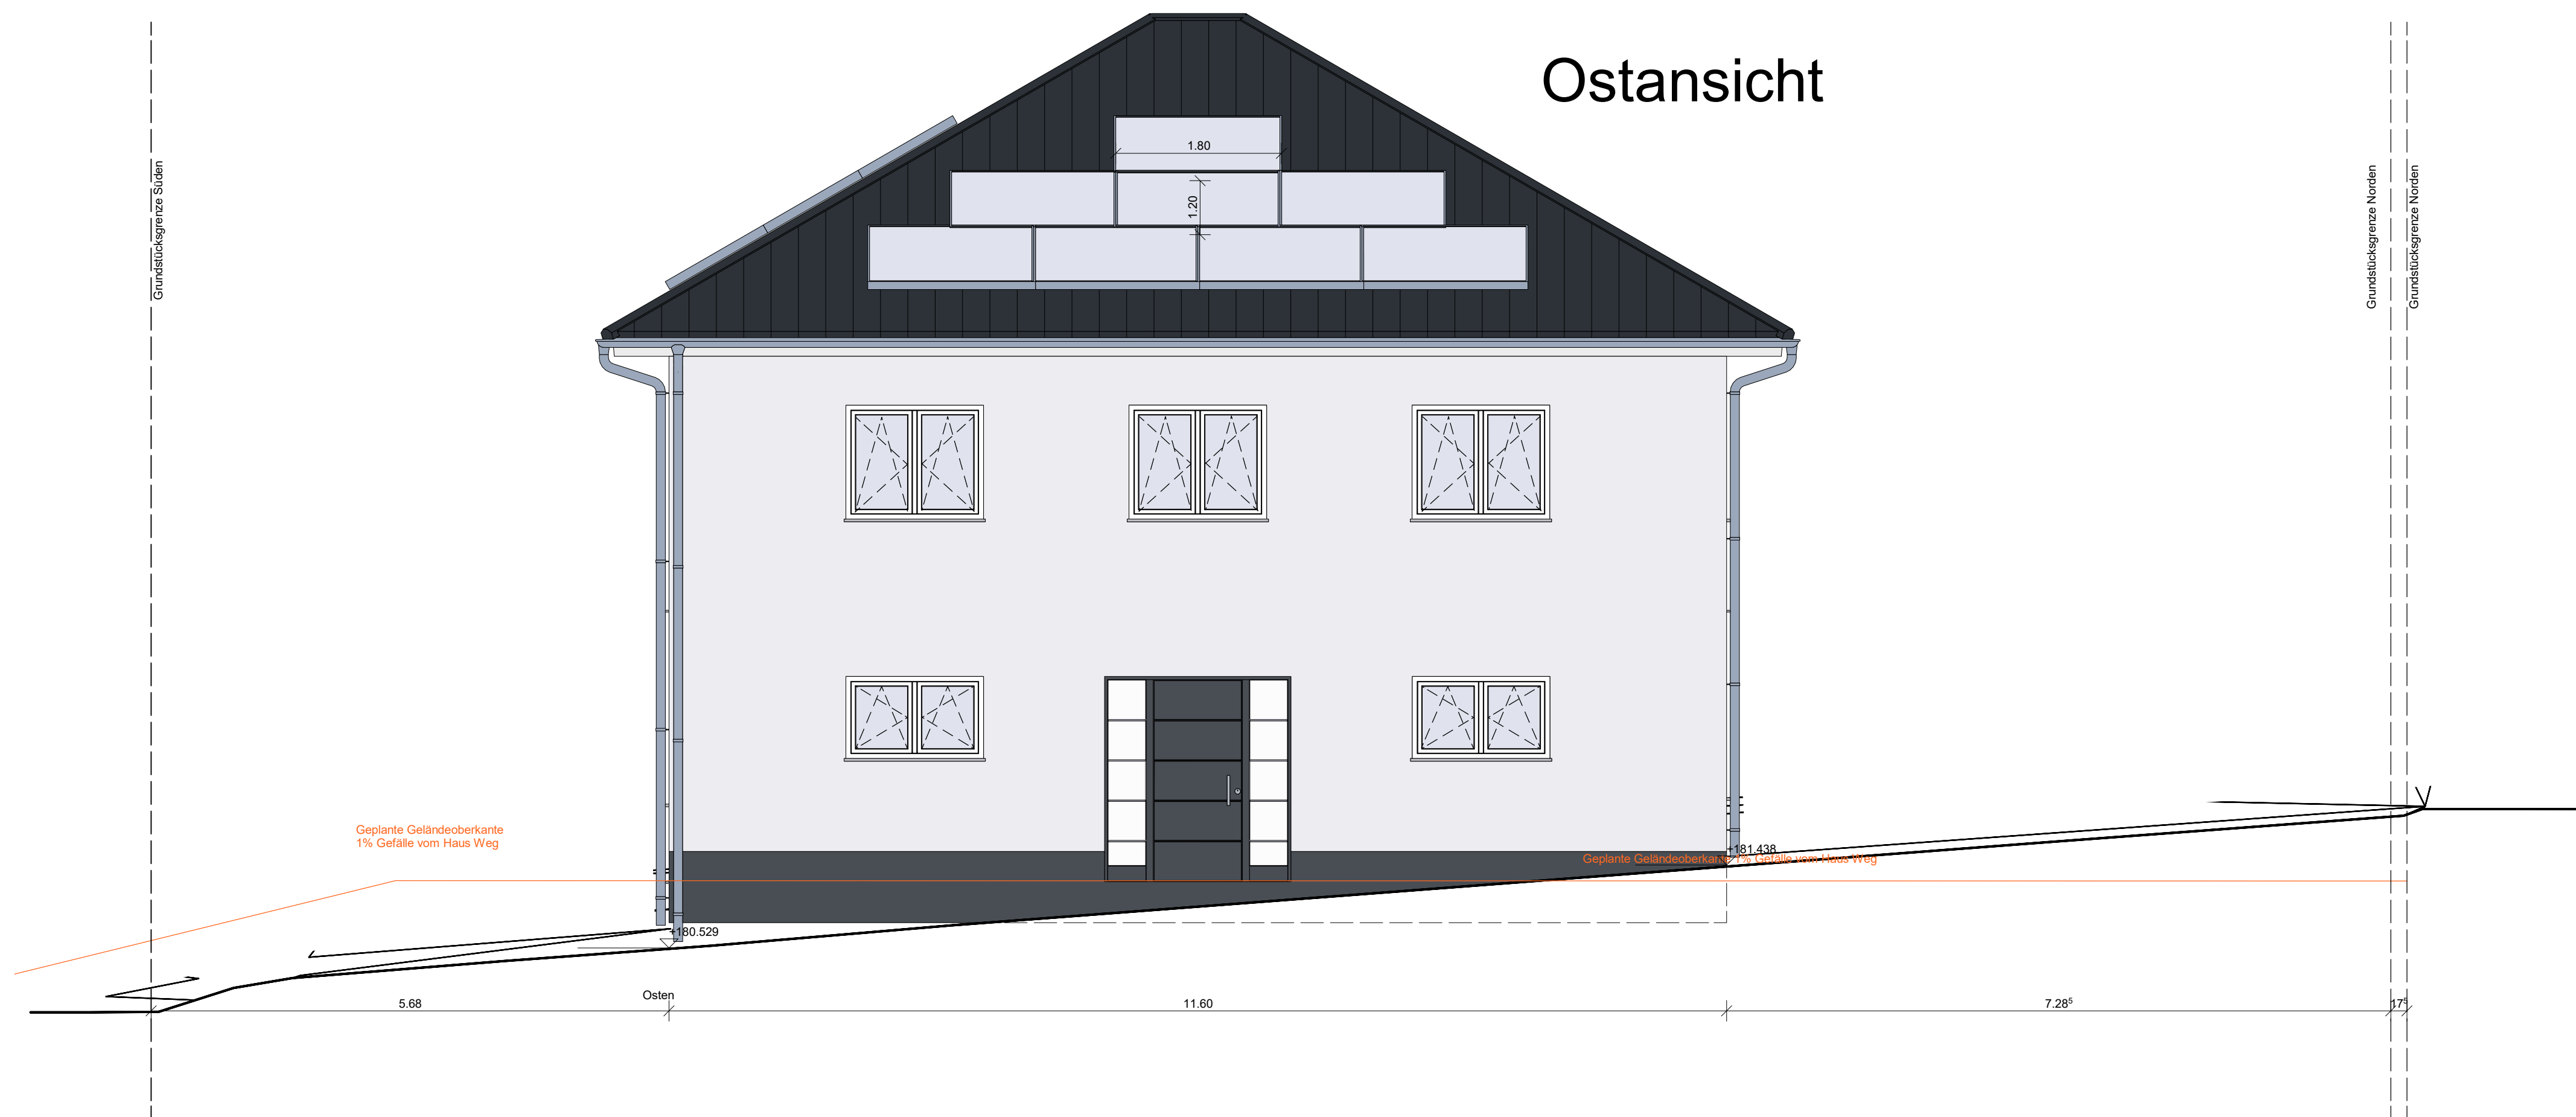 Ostansicht
1.80
1.20
Grundstücksgrenze Süden
Grundstücksgrenze Norden
Grundstücksgrenze Norden
Geplante Geländeoberkante
1% Gefälle vom Haus Weg
+181.438
Geplante Geländeoberkante 1% Gefälle vom Haus Weg
+180.529
Osten
5.68
11.60
7.28⁵
17⁵